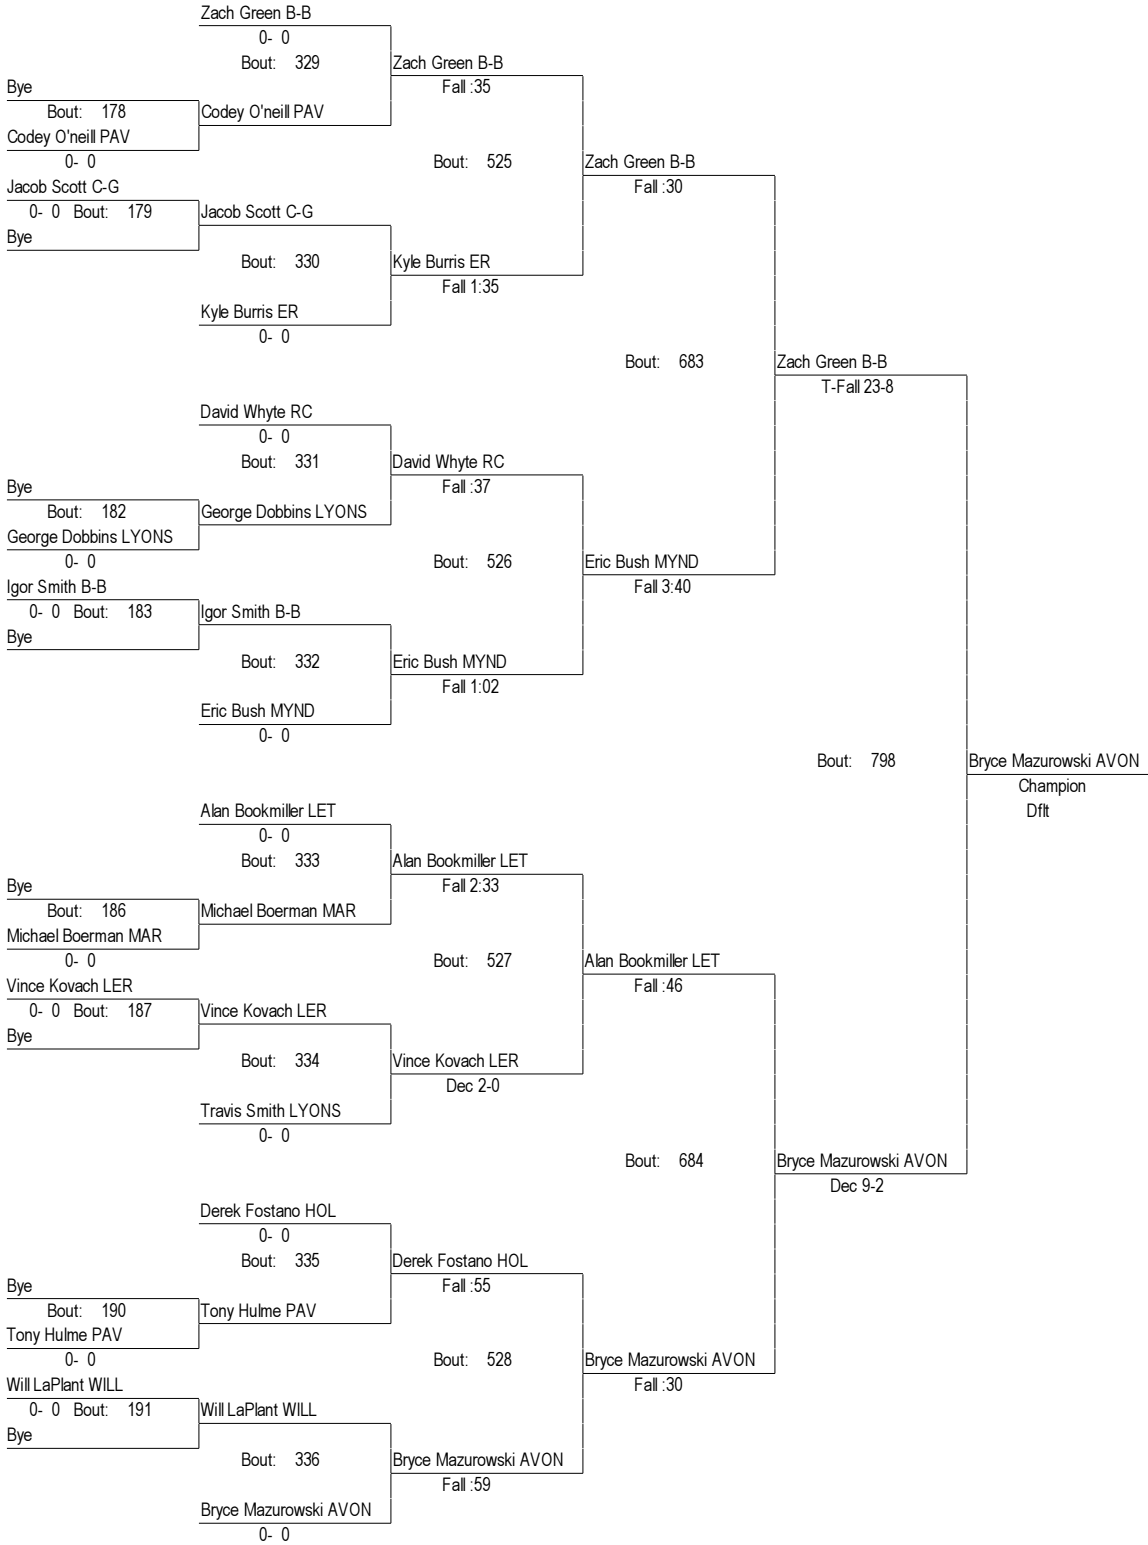 Zach Green B-B
0- 0
Bout: 329
Zach Green B-B
Fall :35
Bye
Bout: 178
Codey O'neill PAV
Codey O'neill PAV
0- 0
Bout: 525
Zach Green B-B
Fall :30
Jacob Scott C-G
0- 0 Bout: 179
Jacob Scott C-G
Bye
Bout: 330
Kyle Burris ER
Fall 1:35
Kyle Burris ER
0- 0
Bout: 683
Zach Green B-B
T-Fall 23-8
David Whyte RC
0- 0
Bout: 331
David Whyte RC
Fall :37
Bye
Bout: 182
George Dobbins LYONS
George Dobbins LYONS
0- 0
Bout: 526
Eric Bush MYND
Fall 3:40
Igor Smith B-B
0- 0 Bout: 183
Igor Smith B-B
Bye
Bout: 332
Eric Bush MYND
Fall 1:02
Eric Bush MYND
0- 0
Bout: 798
Bryce Mazurowski AVON
Champion
Dflt
Alan Bookmiller LET
0- 0
Bout: 333
Alan Bookmiller LET
Fall 2:33
Bye
Bout: 186
Michael Boerman MAR
Michael Boerman MAR
0- 0
Bout: 527
Alan Bookmiller LET
Fall :46
Vince Kovach LER
0- 0 Bout: 187
Vince Kovach LER
Bye
Bout: 334
Vince Kovach LER
Dec 2-0
Travis Smith LYONS
0- 0
Bout: 684
Bryce Mazurowski AVON
Dec 9-2
Derek Fostano HOL
0- 0
Bout: 335
Derek Fostano HOL
Fall :55
Bye
Bout: 190
Tony Hulme PAV
Tony Hulme PAV
0- 0
Bout: 528
Bryce Mazurowski AVON
Fall :30
Will LaPlant WILL
0- 0 Bout: 191
Will LaPlant WILL
Bye
Bout: 336
Bryce Mazurowski AVON
Fall :59
Bryce Mazurowski AVON
0- 0